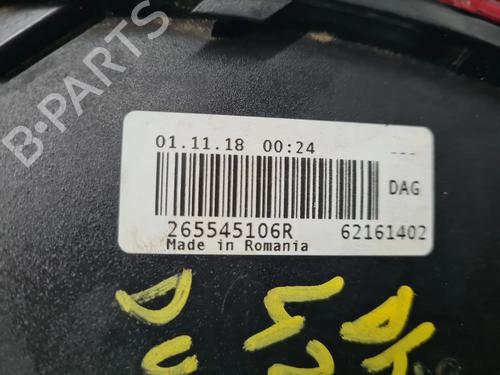 B-PARTS
01.11.18 00:24
DAG
265545106R 62161402
Made in Romania